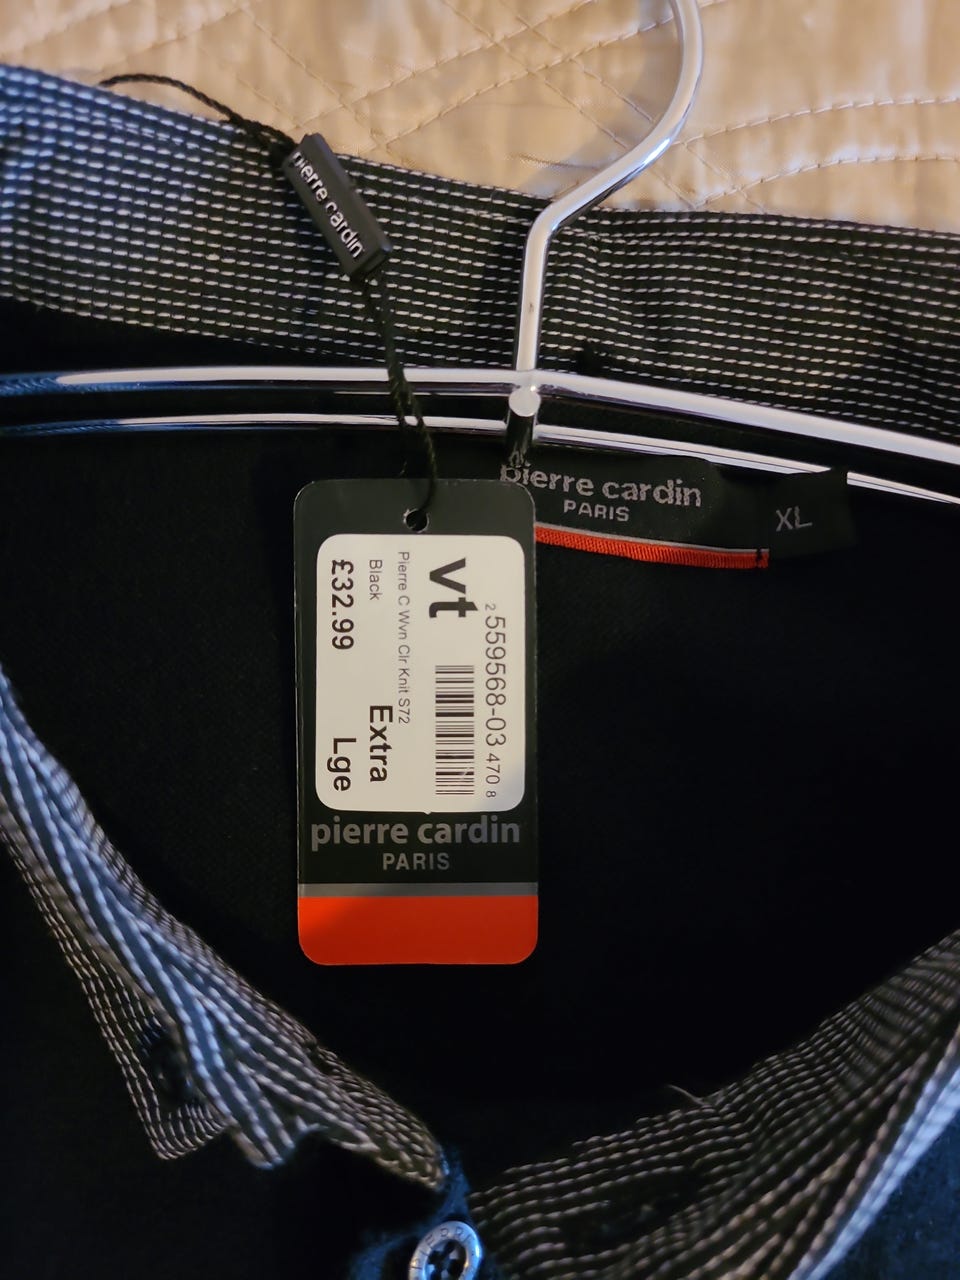 pierre cardin
pierre cardin
PARIS
XL
vt
2 559568-03 470 8
Pierre C Wvn Clr Knit S72
Black
£32.99
Extra
Lge
pierre cardin
PARIS